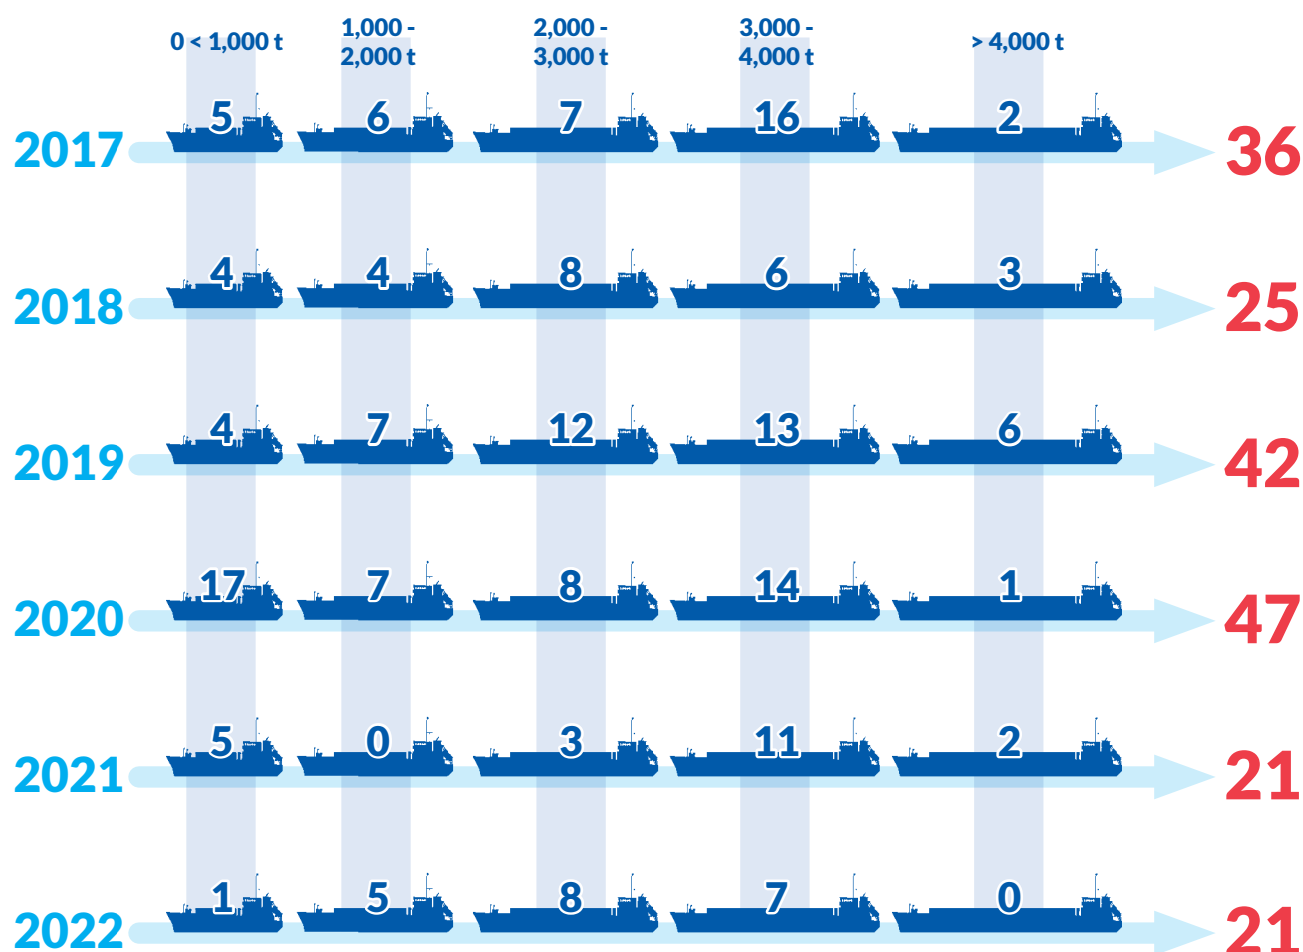 0 < 1,000 t
1,000 -
2,000 t
2,000 -
3,000 t
3,000 -
4,000 t
> 4,000 t
2017 5 6 7 16 2 36
2018 4 4 8 6 3 25
2019 4 7 12 13 6 42
2020 17 7 8 14 1 47
2021 5 0 3 11 2 21
2022 1 5 8 7 0 21